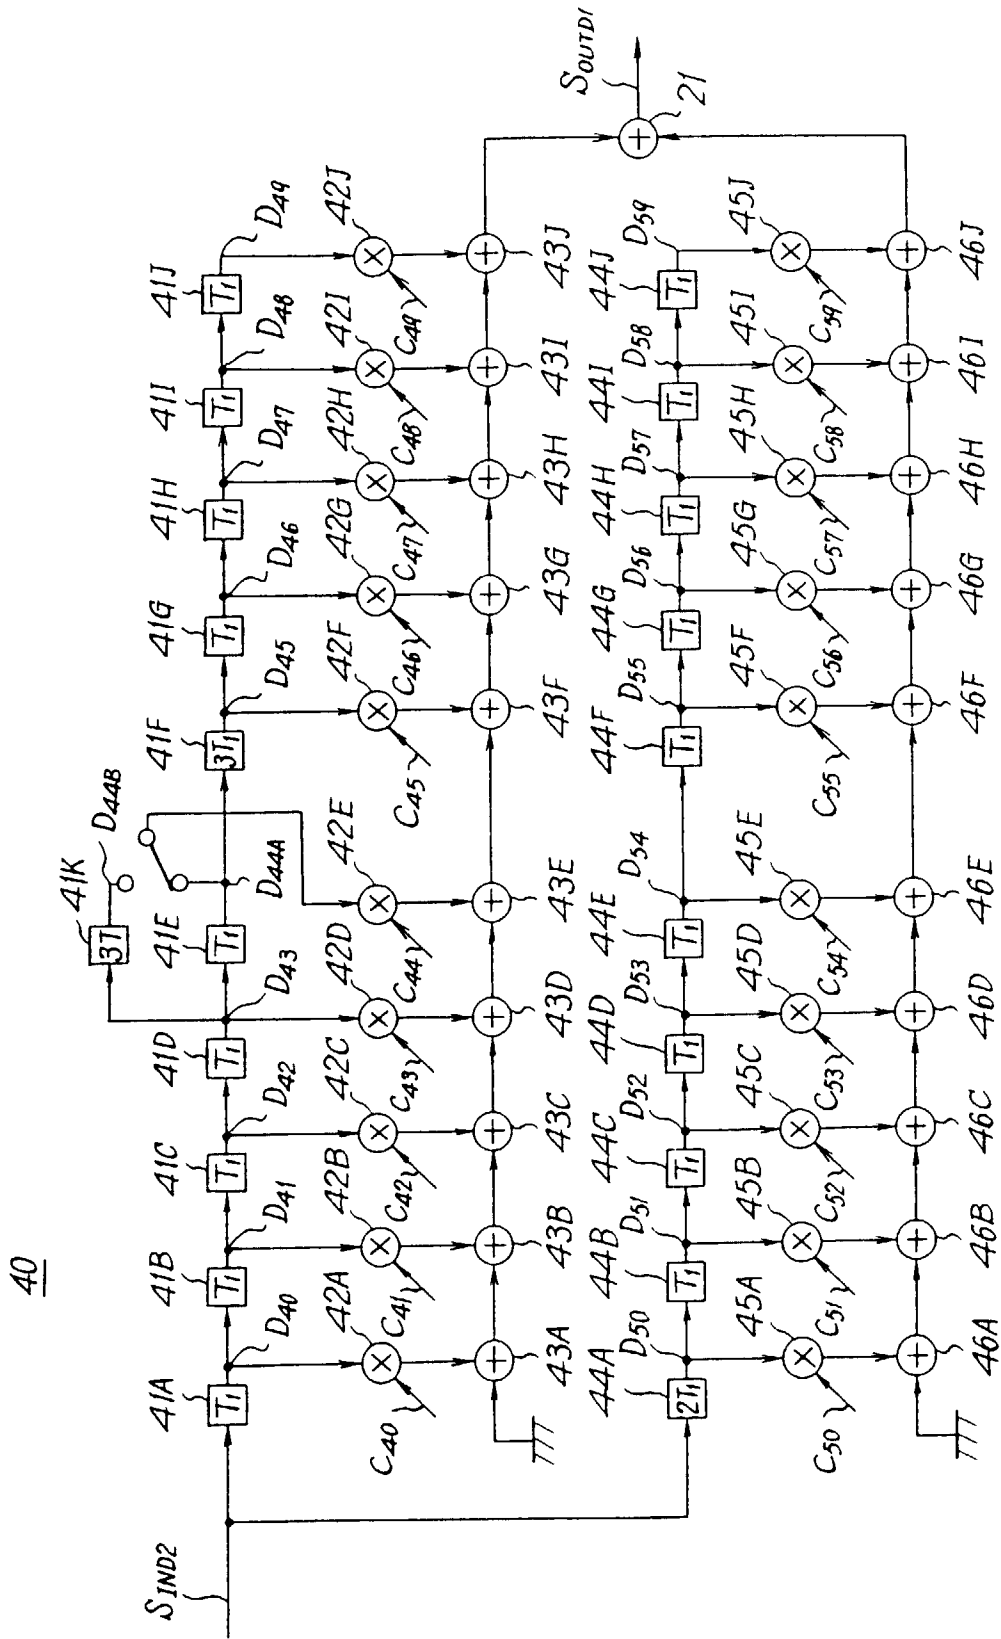 40
S_IND2
41A 41B 41C 41D 41E 41K 41F 41G 41H 41I 41J
T1 T1 T1 T1 T1 3T 3T1 T1 T1 T1 T1
D40 D41 D42 D43 D44A D44B D45 D46 D47 D48 D49
42A 42B 42C 42D 42E 42F 42G 42H 42I 42J
× × × × × × × × × ×
C40 C41 C42 C43 C44 C45 C46 C47 C48 C49
+ + + + + + + + + +
43A 43B 43C 43D 43E 43F 43G 43H 43I 43J
S_OUTD1
+
21
44A 44B 44C 44D 44E 44F 44G 44H 44I 44J
D50 D51 D52 D53 D54 D55 D56 D57 D58 D59
2T1 T1 T1 T1 T1 T1 T1 T1 T1 T1
45A 45B 45C 45D 45E 45F 45G 45H 45I 45J
× × × × × × × × × ×
C50 C51 C52 C53 C54 C55 C56 C57 C58 C59
+ + + + + + + + + +
46A 46B 46C 46D 46E 46F 46G 46H 46I 46J